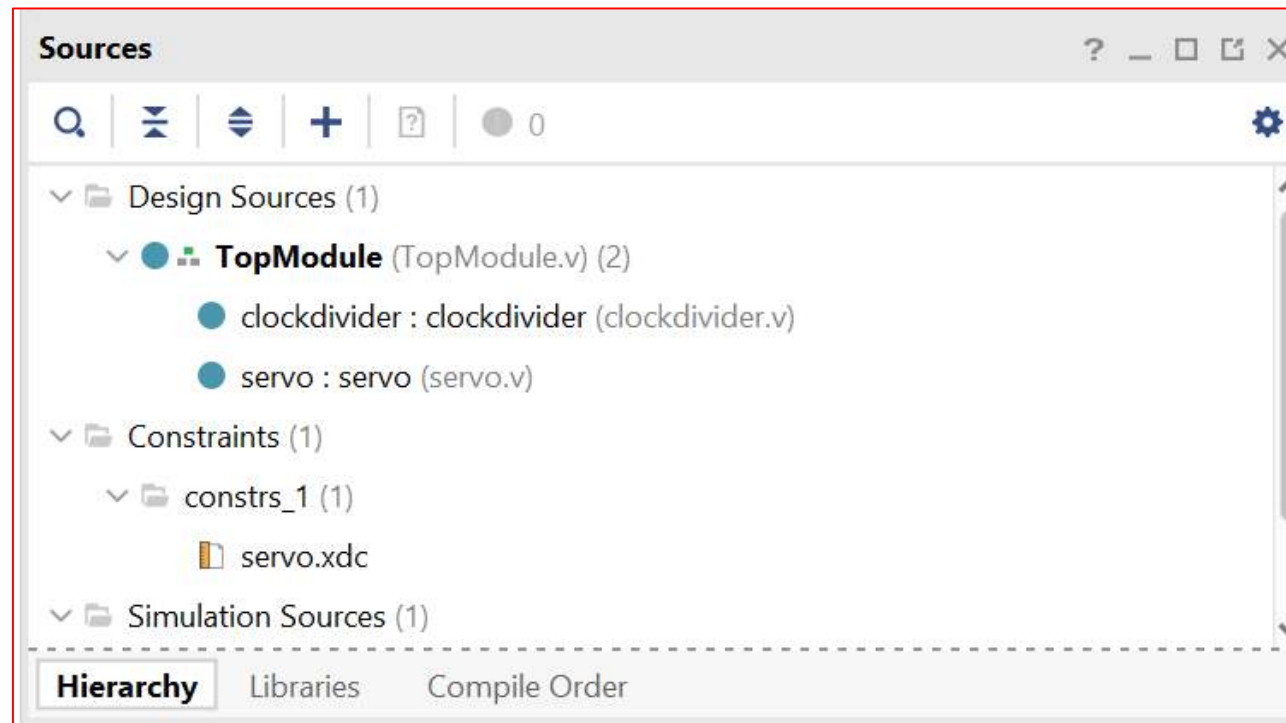 Sources
0
Design Sources (1)
TopModule (TopModule.v) (2)
clockdivider : clockdivider (clockdivider.v)
servo : servo (servo.v)
Constraints (1)
constrs_1 (1)
servo.xdc
Simulation Sources (1)
Hierarchy Libraries Compile Order